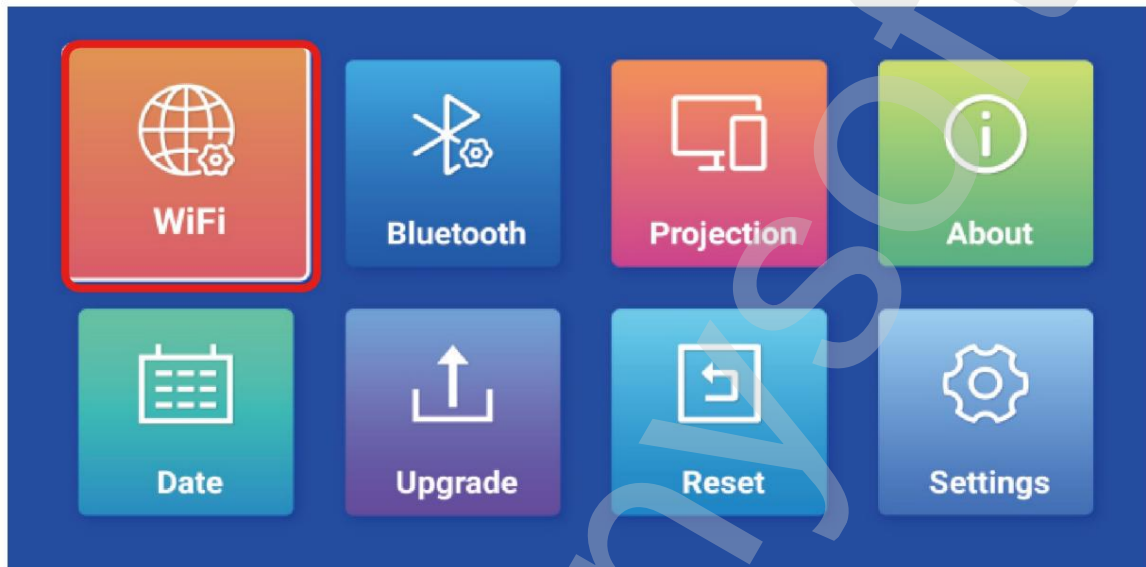 WiFi
Bluetooth
Projection
About
Date
Upgrade
Reset
Settings